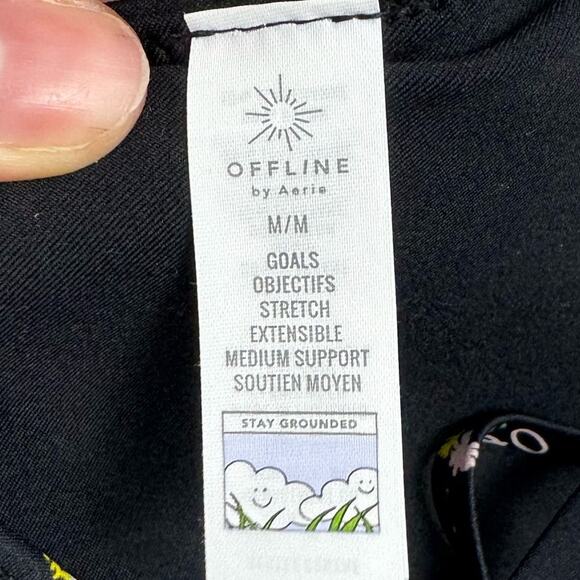 OFFLINE
by Aerie
M/M
GOALS
OBJECTIFS
STRETCH
EXTENSIBLE
MEDIUM SUPPORT
SOUTIEN MOYEN
STAY GROUNDED